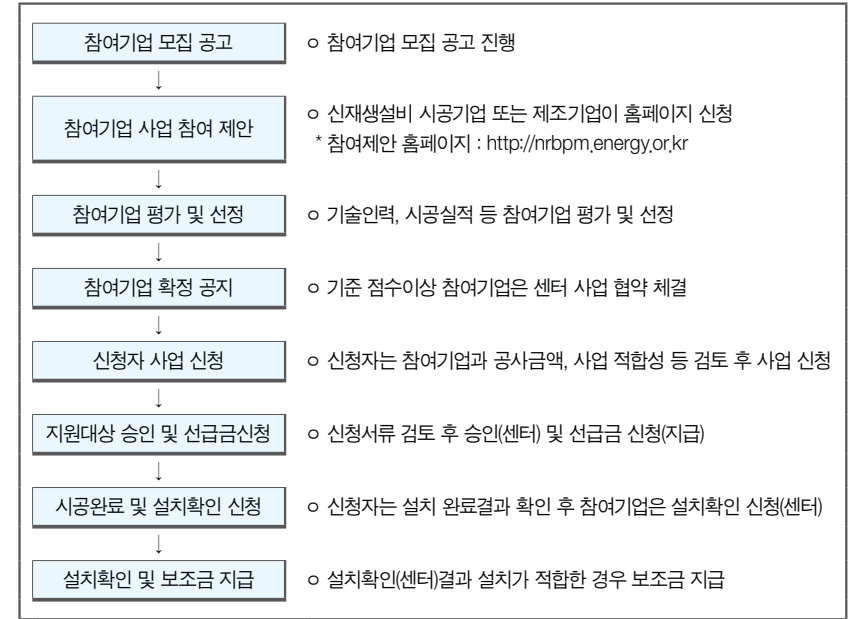 참여기업 모집 공고
ㅇ 참여기업 모집 공고 진행
↓
참여기업 사업 참여 제안
ㅇ 신재생설비 시공기업 또는 제조기업이 홈페이지 신청
* 참여제안 홈페이지 : http://nrbpm.energy.or.kr
↓
참여기업 평가 및 선정
ㅇ 기술인력, 시공실적 등 참여기업 평가 및 선정
↓
참여기업 확정 공지
ㅇ 기준 점수이상 참여기업은 센터 사업 협약 체결
↓
신청자 사업 신청
ㅇ 신청자는 참여기업과 공사금액, 사업 적합성 등 검토 후 사업 신청
↓
지원대상 승인 및 선급금신청
ㅇ 신청서류 검토 후 승인(센터) 및 선급금 신청(지급)
↓
시공완료 및 설치확인 신청
ㅇ 신청자는 설치 완료결과 확인 후 참여기업은 설치확인 신청(센터)
↓
설치확인 및 보조금 지급
ㅇ 설치확인(센터)결과 설치가 적합한 경우 보조금 지급